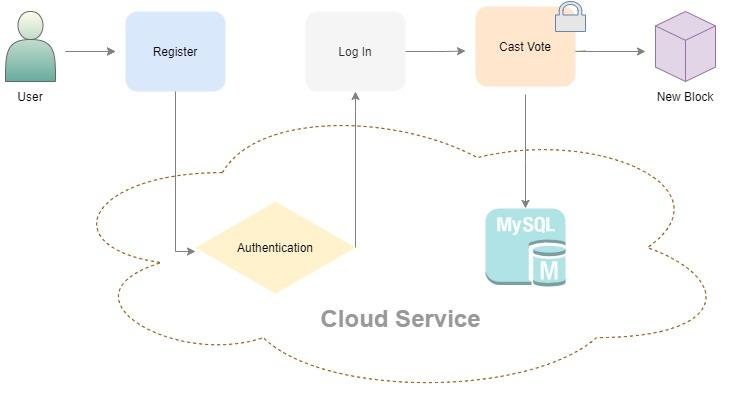 Register
Log In
Cast Vote
User
New Block
MySQL
M
Authentication
Cloud Service